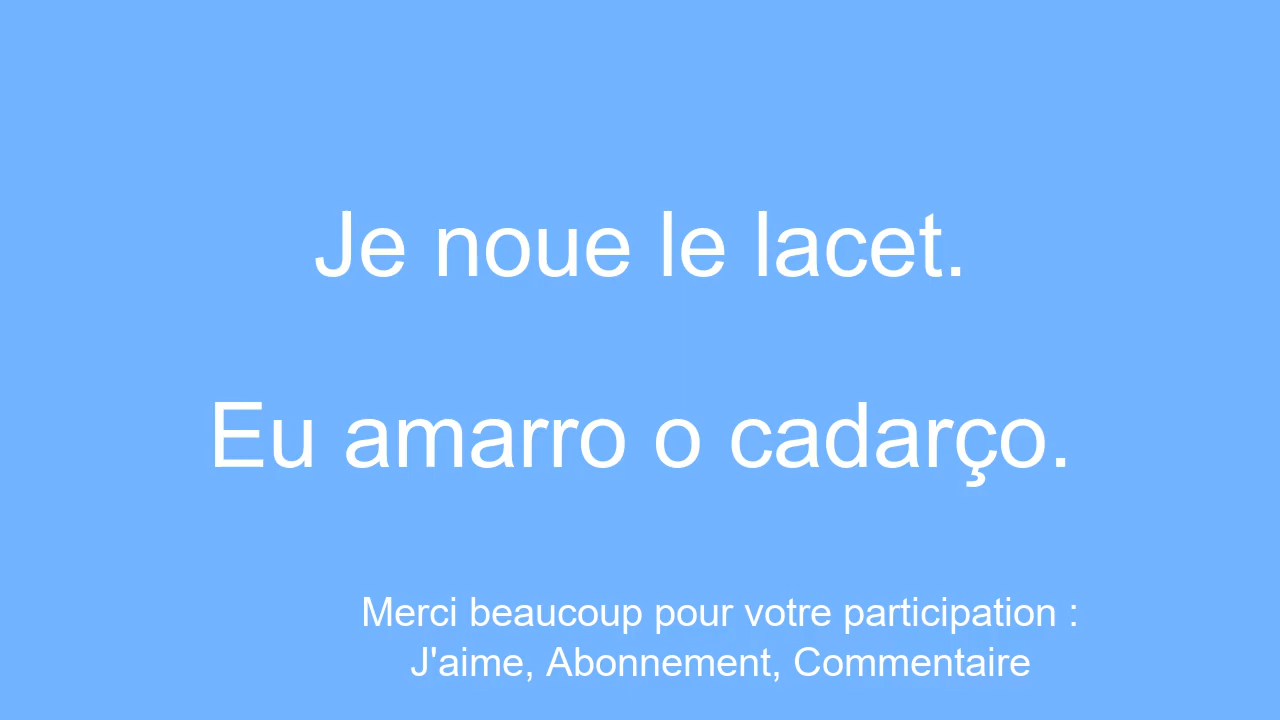 Je noue le lacet.
Eu amarro o cadarço.
Merci beaucoup pour votre participation :
J'aime, Abonnement, Commentaire